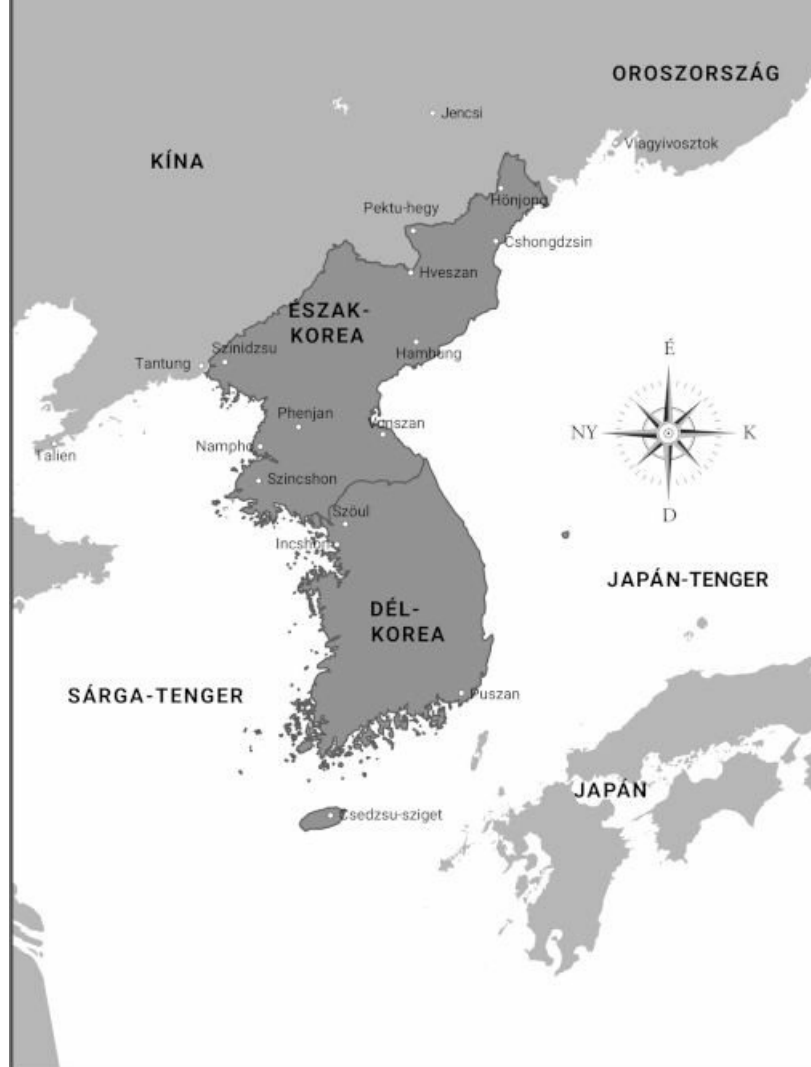 OROSZORSZÁG
Jencsi
Viagyivosztok
KÍNA
Hönjong
Pektu-hegy
Cshongdzsin
Hveszan
ÉSZAK-
KOREA
Szinidzsu
Hamhung
Tantung
É
Phenjan
Vonszan
NY
K
Nampho
Talien
Szincshon
D
Szöul
Incshon
JAPÁN-TENGER
DÉL-
KOREA
SÁRGA-TENGER
Puszan
JAPÁN
Csedzsu-sziget